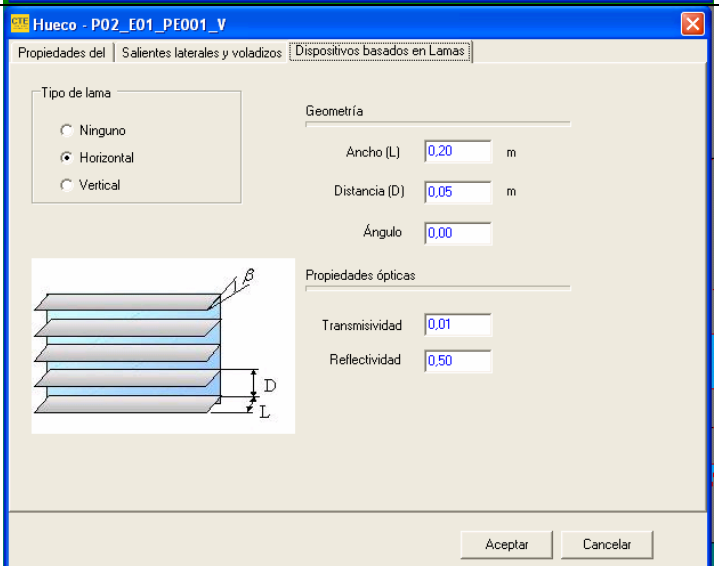 CTE Hueco - P02_E01_PE001_V
Propiedades del | Salientes laterales y voladizos | Dispositivos basados en Lamas
Tipo de lama
Ninguno
Horizontal
Vertical
Geometría
Ancho (L) 0,20 m
Distancia (D) 0,05 m
Ángulo 0,00
Propiedades ópticas
Transmisividad 0,01
Reflectividad 0,50
β
D
L
Aceptar Cancelar